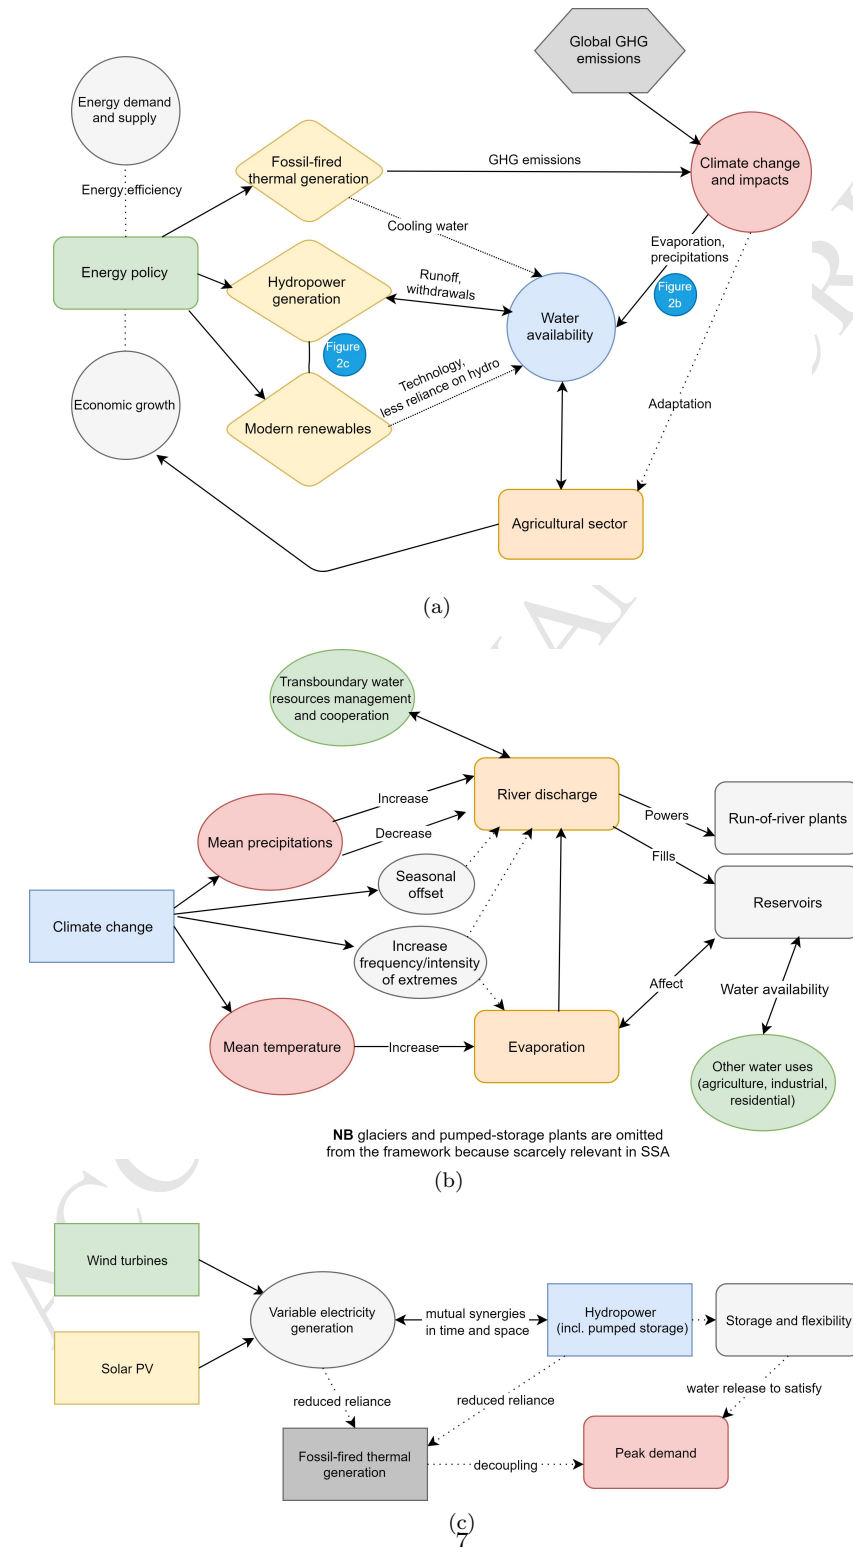 Global GHG
emissions
Energy demand
and supply
Fossil-fired
thermal generation
GHG emissions
Climate change
and impacts
Energy efficiency
Cooling water
Evaporation,
precipitations
Energy policy
Hydropower
generation
Runoff,
withdrawals
Water
availability
Figure
2b
Figure
2c
Technology,
less reliance on hydro
Economic growth
Modern renewables
Adaptation
Agricultural sector
(a)
Transboundary water
resources management
and cooperation
River discharge
Increase
Decrease
Mean precipitations
Powers
Run-of-river plants
Fills
Seasonal
offset
Reservoirs
Climate change
Increase
frequency/intensity
of extremes
Affect
Water availability
Mean temperature
Increase
Evaporation
Other water uses
(agriculture, industrial,
residential)
NB glaciers and pumped-storage plants are omitted
from the framework because scarcely relevant in SSA
(b)
Wind turbines
Variable electricity
generation
mutual synergies
in time and space
Hydropower
(incl. pumped storage)
Storage and flexibility
Solar PV
reduced reliance
reduced reliance
water release to satisfy
Fossil-fired thermal
generation
decoupling
Peak demand
(c)
7